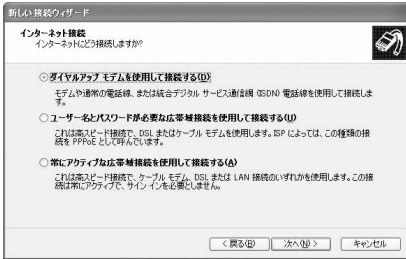 新しい接続ウィザード
インターネット接続
インターネットにどう接続しますか?
ダイヤルアップ モデムを使用して接続する(D)
モデムや通常の電話線、または統合デジタル サービス通信網 (ISDN) 電話線を使用して接続しま
す。
ユーザー名とパスワードが必要な広帯域接続を使用して接続する(U)
これは高スピード接続で、DSL またはケーブル モデムを使用します。ISP によっては、この種類の接
続を PPPoE として呼んでいます。
常にアクティブな広帯域接続を使用して接続する(A)
これは高スピード接続で、ケーブル モデム、DSL または LAN 接続のいずれかを使用します。この接
続は常にアクティブで、サイン インを必要としません。
< 戻る(B)
次へ(N) >
キャンセル